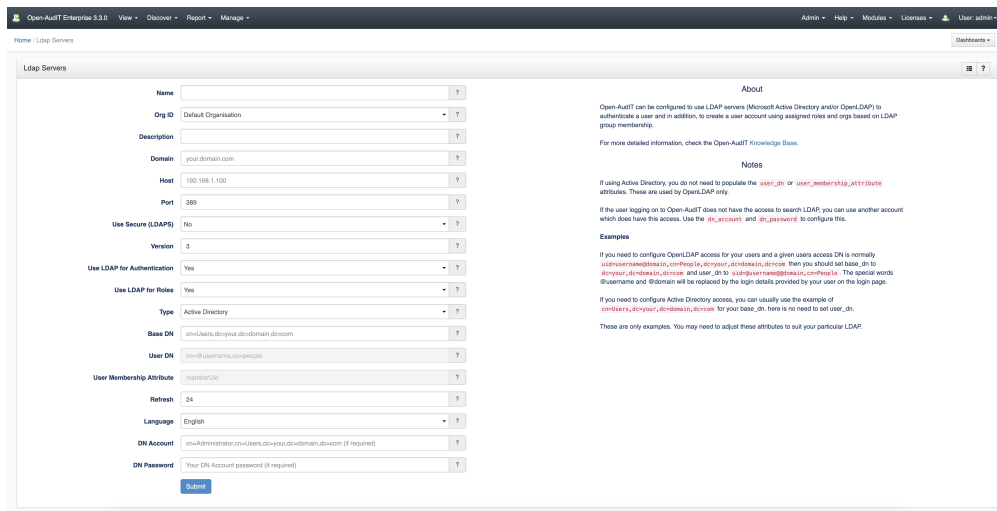 Open-AudIT Enterprise 3.3.0 View Discover Report Manage Admin Help Modules Licenses User: admin
Home / Ldap Servers Dashboards
Ldap Servers ?
Name ?
Org ID Default Organisation ?
Description ?
Domain your.domain.com ?
Host 192.168.1.100 ?
Port 389 ?
Use Secure (LDAPS) No ?
Version 3 ?
Use LDAP for Authentication Yes ?
Use LDAP for Roles Yes ?
Type Active Directory ?
Base DN cn=Users,dc=your,dc=domain,dc=com ?
User DN cn=@username,ou=people ?
User Membership Attribute memberUid ?
Refresh 24 ?
Language English ?
DN Account cn=Administrator,cn=Users,dc=your,dc=domain,dc=com (if required) ?
DN Password Your DN Account password (if required) ?
Submit
About
Open-AudIT can be configured to use LDAP servers (Microsoft Active Directory and/or OpenLDAP) to
authenticate a user and in addition, to create a user account using assigned roles and orgs based on LDAP
group membership.
For more detailed information, check the Open-AudIT Knowledge Base.
Notes
If using Active Directory, you do not need to populate the user_dn or user_membership_attribute
attributes. These are used by OpenLDAP only.
If the user logging on to Open-AudIT does not have the access to search LDAP, you can use another account
which does have this access. Use the dn_account and dn_password to configure this.
Examples
If you need to configure OpenLDAP access for your users and a given users access DN is normally
uid=username@domain,cn=People,dc=your,dc=domain,dc=com then you should set base_dn to
dc=your,dc=domain,dc=com and user_dn to uid=@username@@domain,cn=People . The special words
@username and @domain will be replaced by the login details provided by your user on the login page.
If you need to configure Active Directory access, you can usually use the example of
cn=Users,dc=your,dc=domain,dc=com for your base_dn. here is no need to set user_dn.
These are only examples. You may need to adjust these attributes to suit your particular LDAP.